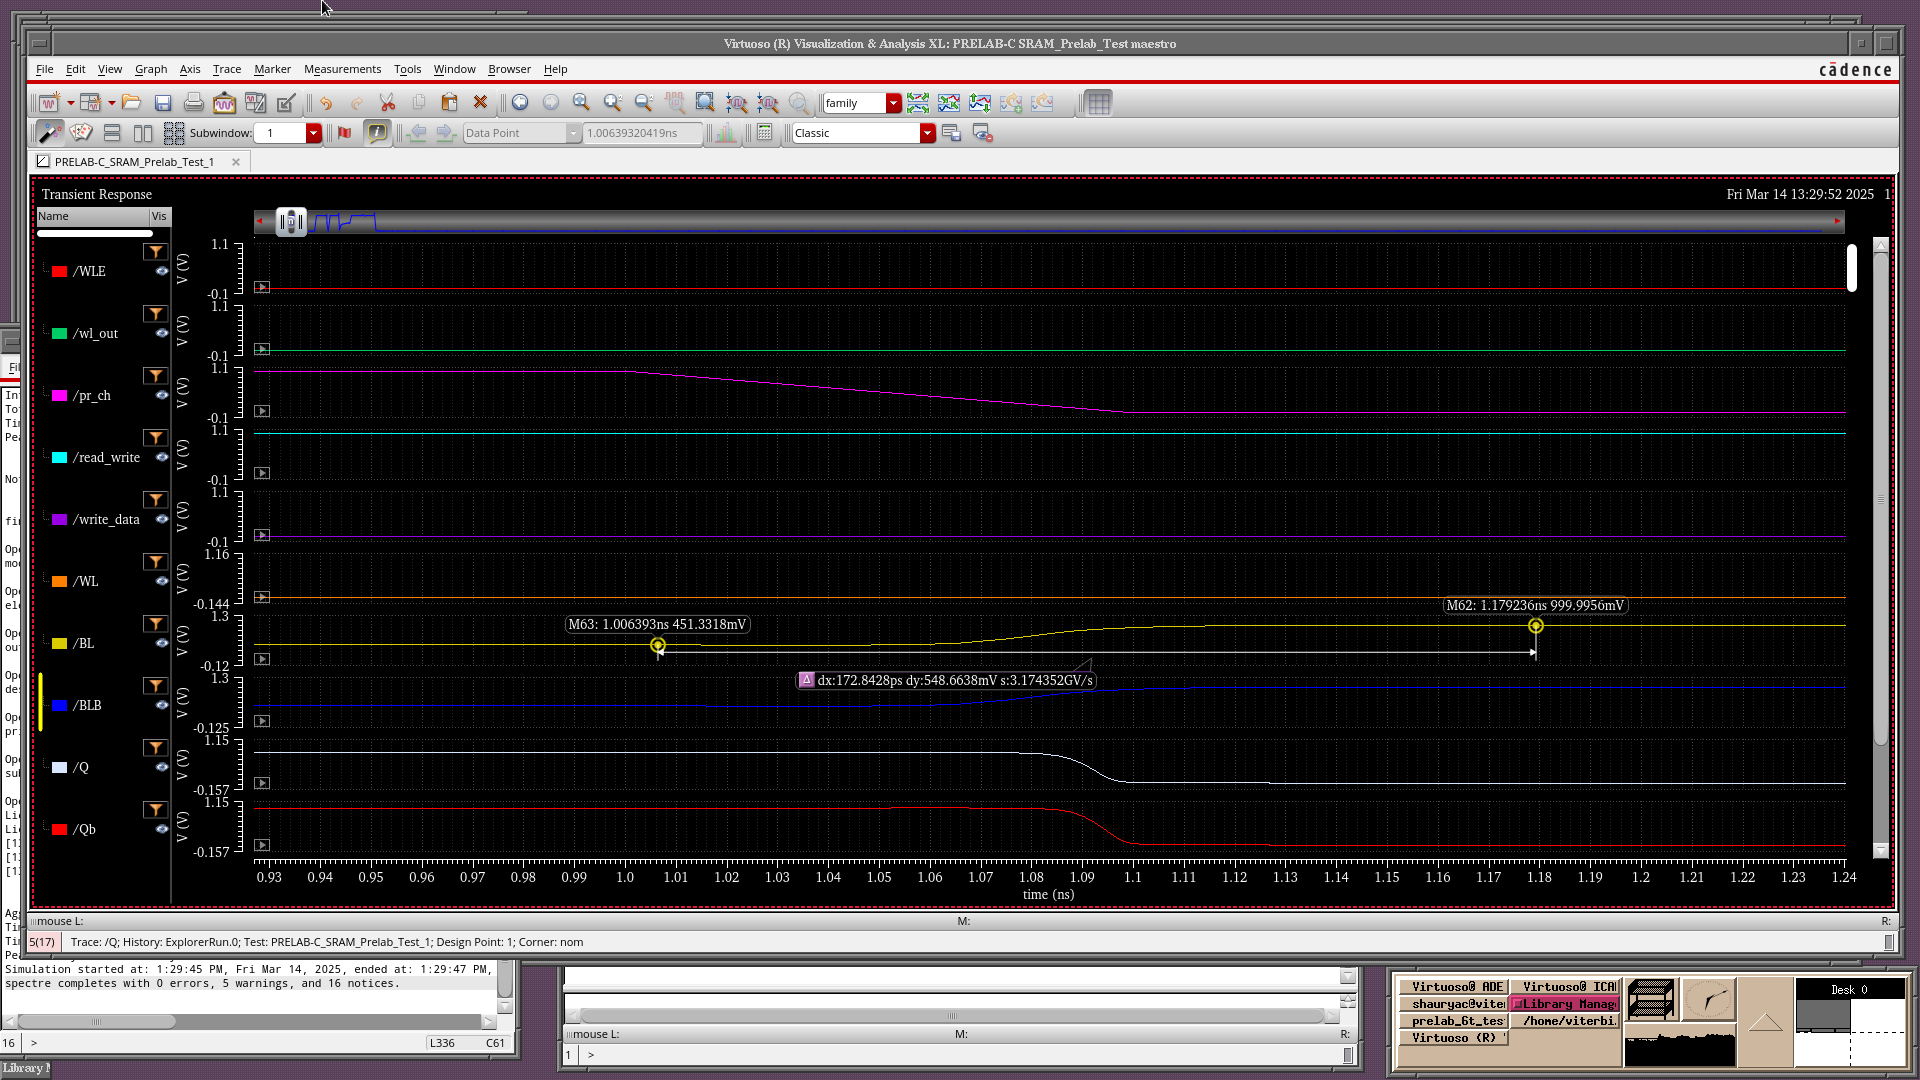 Virtuoso (R) Visualization & Analysis XL: PRELAB-C SRAM_Prelab_Test maestro
File Edit View Graph Axis Trace Marker Measurements Tools Window Browser Help
cādence
family
Subwindow: 1 Data Point 1.00639320419ns Classic
PRELAB-C_SRAM_Prelab_Test_1
Transient Response Fri Mar 14 13:29:52 2025 1
Name Vis
1.1
/WLE V (V)
-0.1
1.1
/wl_out V (V)
-0.1
1.1
/pr_ch V (V)
-0.1
1.1
/read_write V (V)
-0.1
1.1
/write_data V (V)
-0.1
1.16
/WL V (V)
-0.144
M62: 1.179236ns 999.9956mV
1.3
M63: 1.006393ns 451.3318mV
/BL V (V)
-0.12
1.3
dx:172.8428ps dy:548.6638mV s:3.174352GV/s
/BLB V (V)
-0.125
1.15
/Q V (V)
-0.157
1.15
/Qb V (V)
-0.157
0.93 0.94 0.95 0.96 0.97 0.98 0.99 1.0 1.01 1.02 1.03 1.04 1.05 1.06 1.07 1.08 1.09 1.1 1.11 1.12 1.13 1.14 1.15 1.16 1.17 1.18 1.19 1.2 1.21 1.22 1.23 1.24
time (ns)
mouse L: M: R:
5(17) Trace: /Q; History: ExplorerRun.0; Test: PRELAB-C_SRAM_Prelab_Test_1; Design Point: 1; Corner: nom
Simulation started at: 1:29:45 PM, Fri Mar 14, 2025, ended at: 1:29:47 PM,
spectre completes with 0 errors, 5 warnings, and 16 notices.
16 > L336 C61
Library
mouse L: M: R:
1 >
Virtuoso@ ADE Virtuoso@ ICA
shauryac@vite Library Manag
prelab_6t_tes /home/viterbi.
Virtuoso (R)
Desk 0